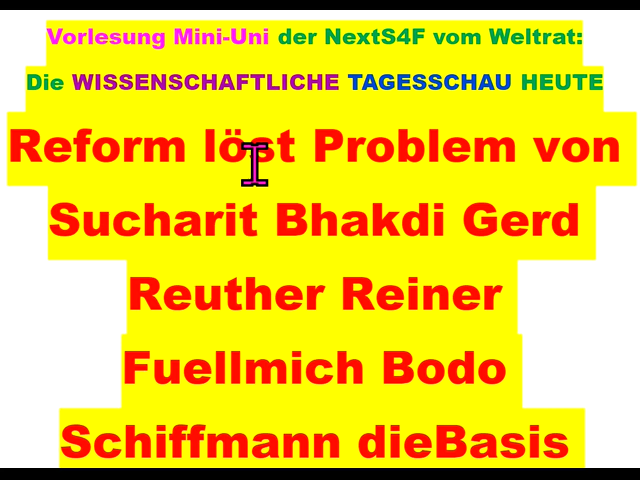 Vorlesung Mini-Uni der NextS4F vom Weltrat:
Die WISSENSCHAFTLICHE TAGESSCHAU HEUTE
Reform löst Problem von
Sucharit Bhakdi Gerd
Reuther Reiner
Fuellmich Bodo
Schiffmann dieBasis